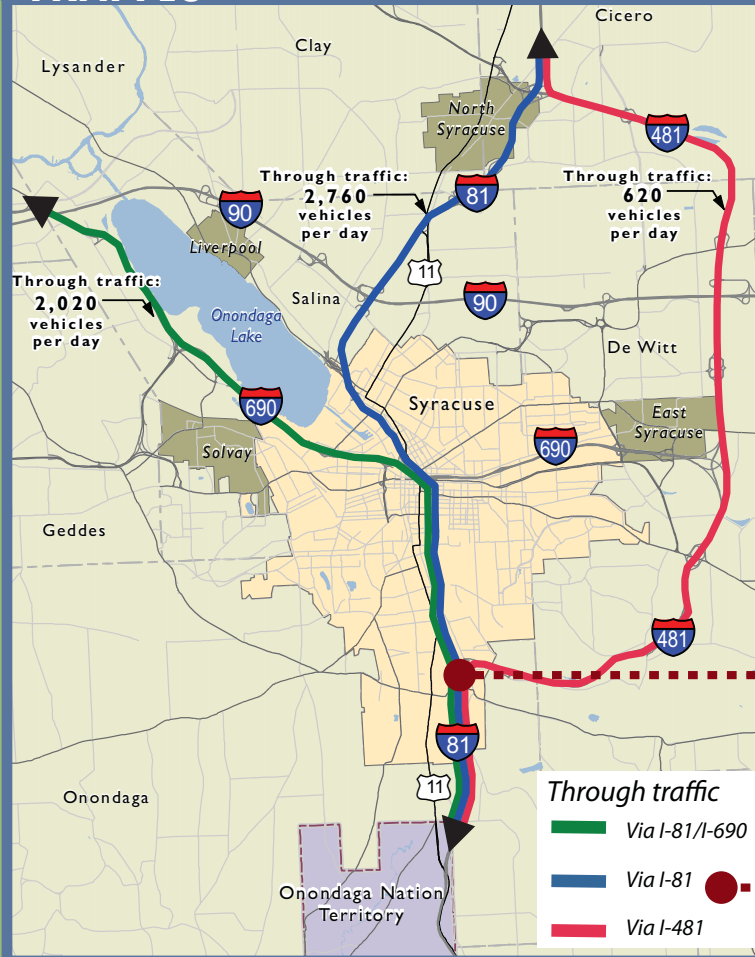 Cicero
Clay
Lysander
North
Syracuse
481
Through traffic:
2,760
vehicles
per day
81
Through traffic:
620
vehicles
per day
90
Liverpool
11
Through traffic:
2,020
vehicles
per day
Salina
90
Onondaga
Lake
De Witt
690
Syracuse
East
Syracuse
690
Solvay
Geddes
481
81
11
Onondaga
Through traffic
Via I-81/I-690
Via I-81
Via I-481
Onondaga Nation
Territory